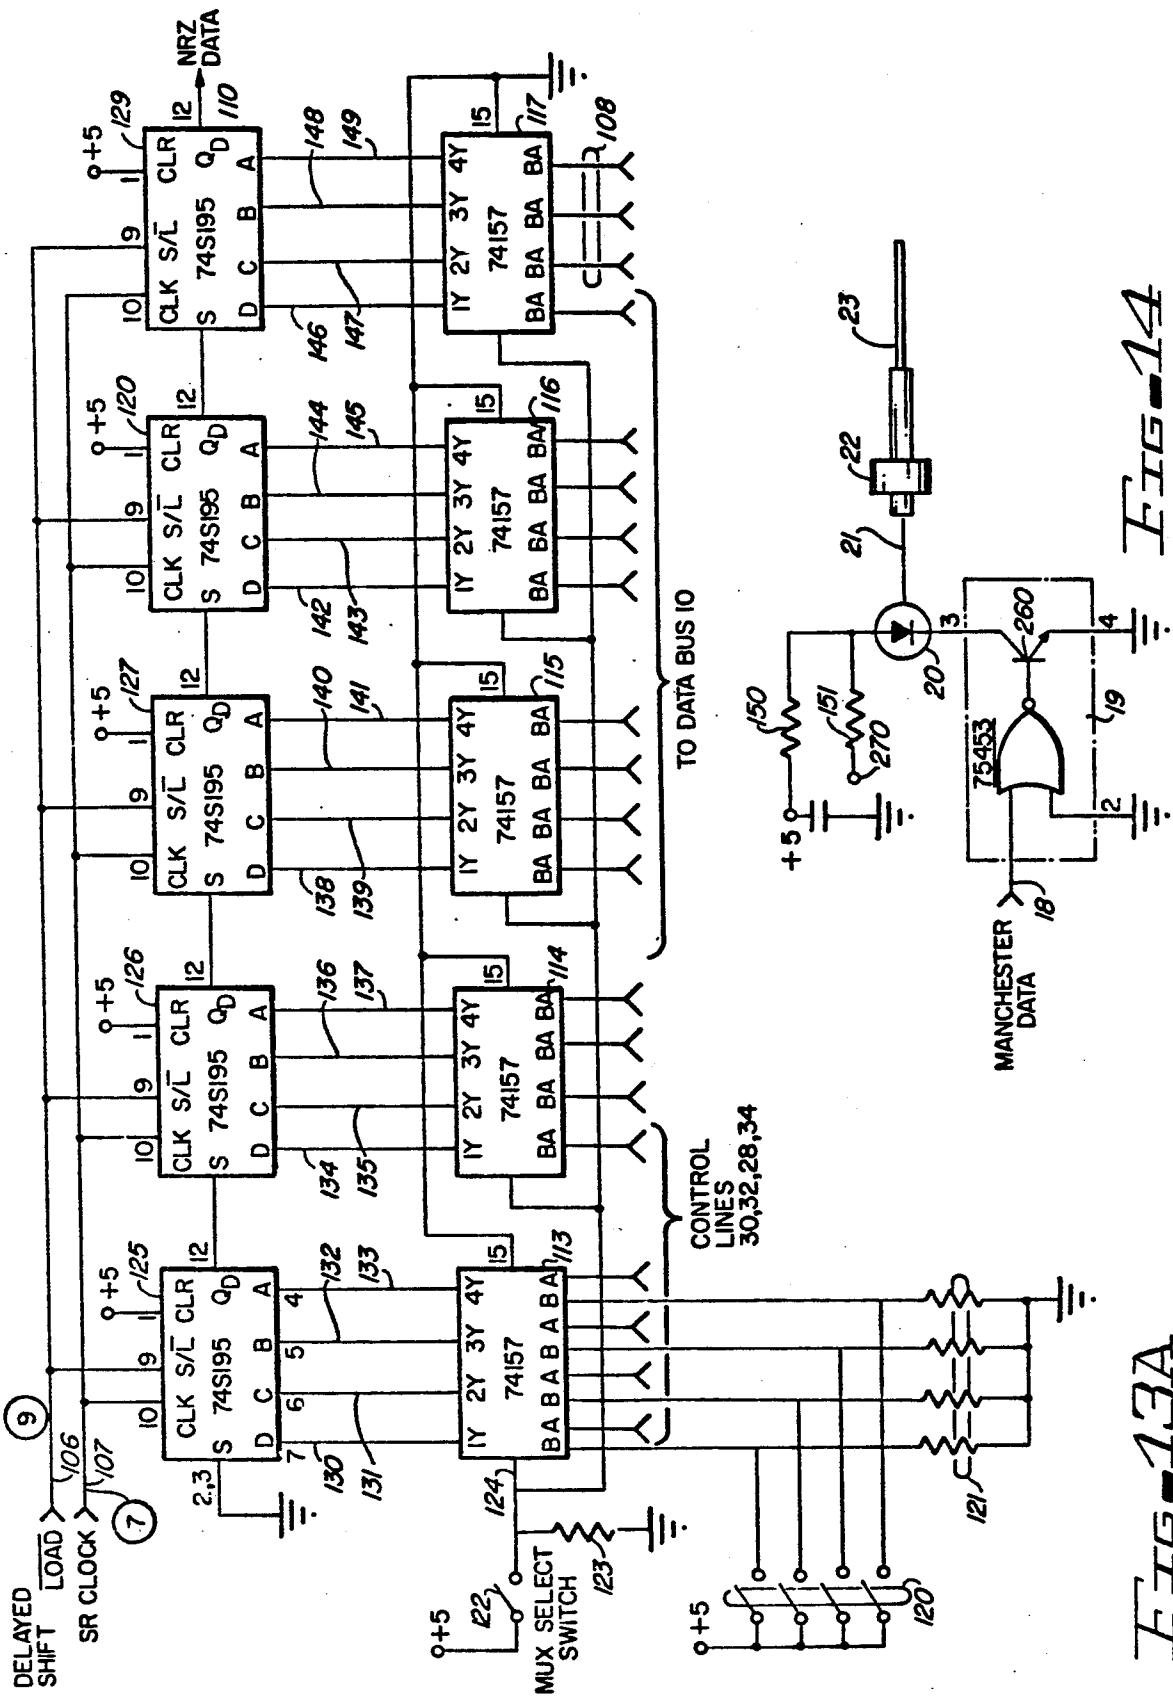 DELAYED
SHIFT LOAD
SR CLOCK
9
7
106
107
+5
125
+5
126
+5
127
+5
120
+5
129
10 9 1
CLK S/L CLR
S 74S195 QD 12
D C B A
2,3
7 6 5 4
10 9 1
CLK S/L CLR
S 74S195 QD 12
D C B A
10 9 1
CLK S/L CLR
S 74S195 QD 12
D C B A
10 9 1
CLK S/L CLR
S 74S195 QD 12
D C B A
10 9 1
CLK S/L CLR
S 74S195 QD 12
D C B A
110
NRZ
DATA
130 131 132 133
134 135 136 137
138 139 140 141
142 143 144 145
146 147 148 149
1Y 2Y 3Y 4Y 15
74157
BA BA BA BA
113
1Y 2Y 3Y 4Y 15
74157
BA BA BA BA
114
1Y 2Y 3Y 4Y 15
74157
BA BA BA BA
115
1Y 2Y 3Y 4Y 15
74157
BA BA BA BA
116
1Y 2Y 3Y 4Y 15
74157
BA BA BA BA
117
108
+5
122
124
123
MUX SELECT
SWITCH
CONTROL
LINES
30,32,28,34
TO DATA BUS 10
+5
120
121
FIG-13A
+5
150
151
270
20
21
22
23
MANCHESTER
DATA
18
75453
260
2
3
4
19
FIG-14